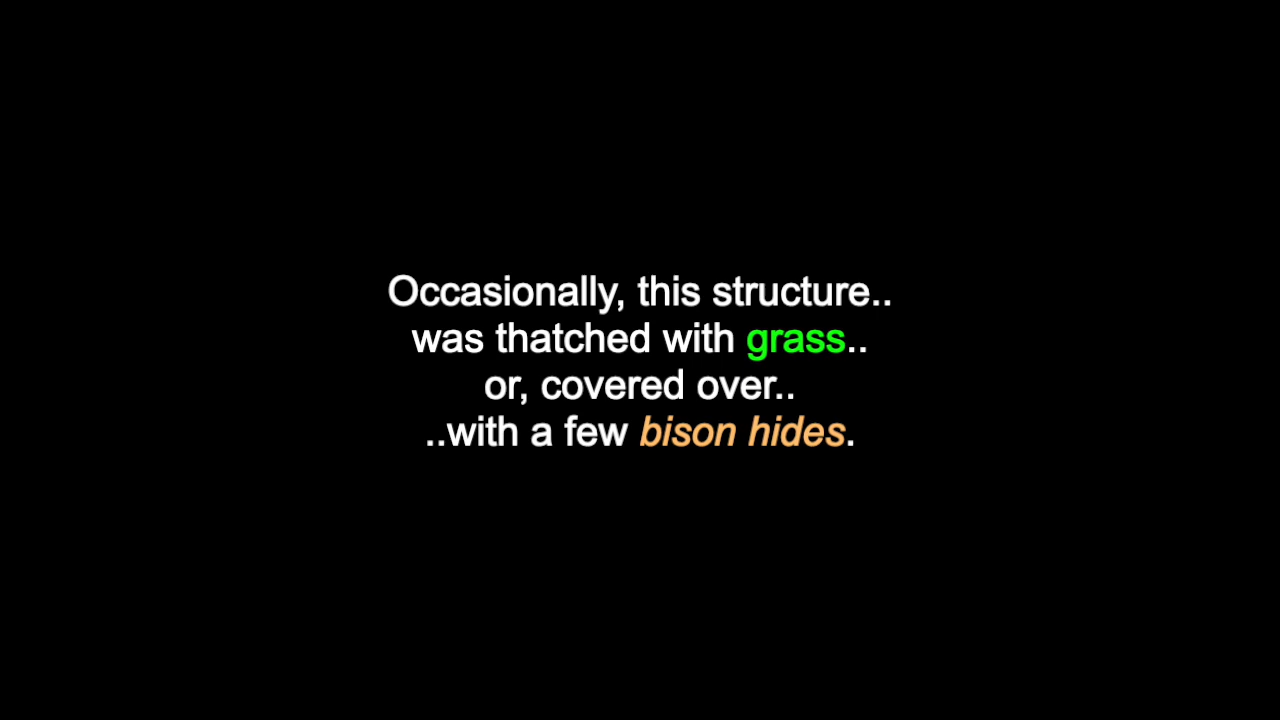 Occasionally, this structure..
was thatched with grass..
or, covered over..
..with a few bison hides.